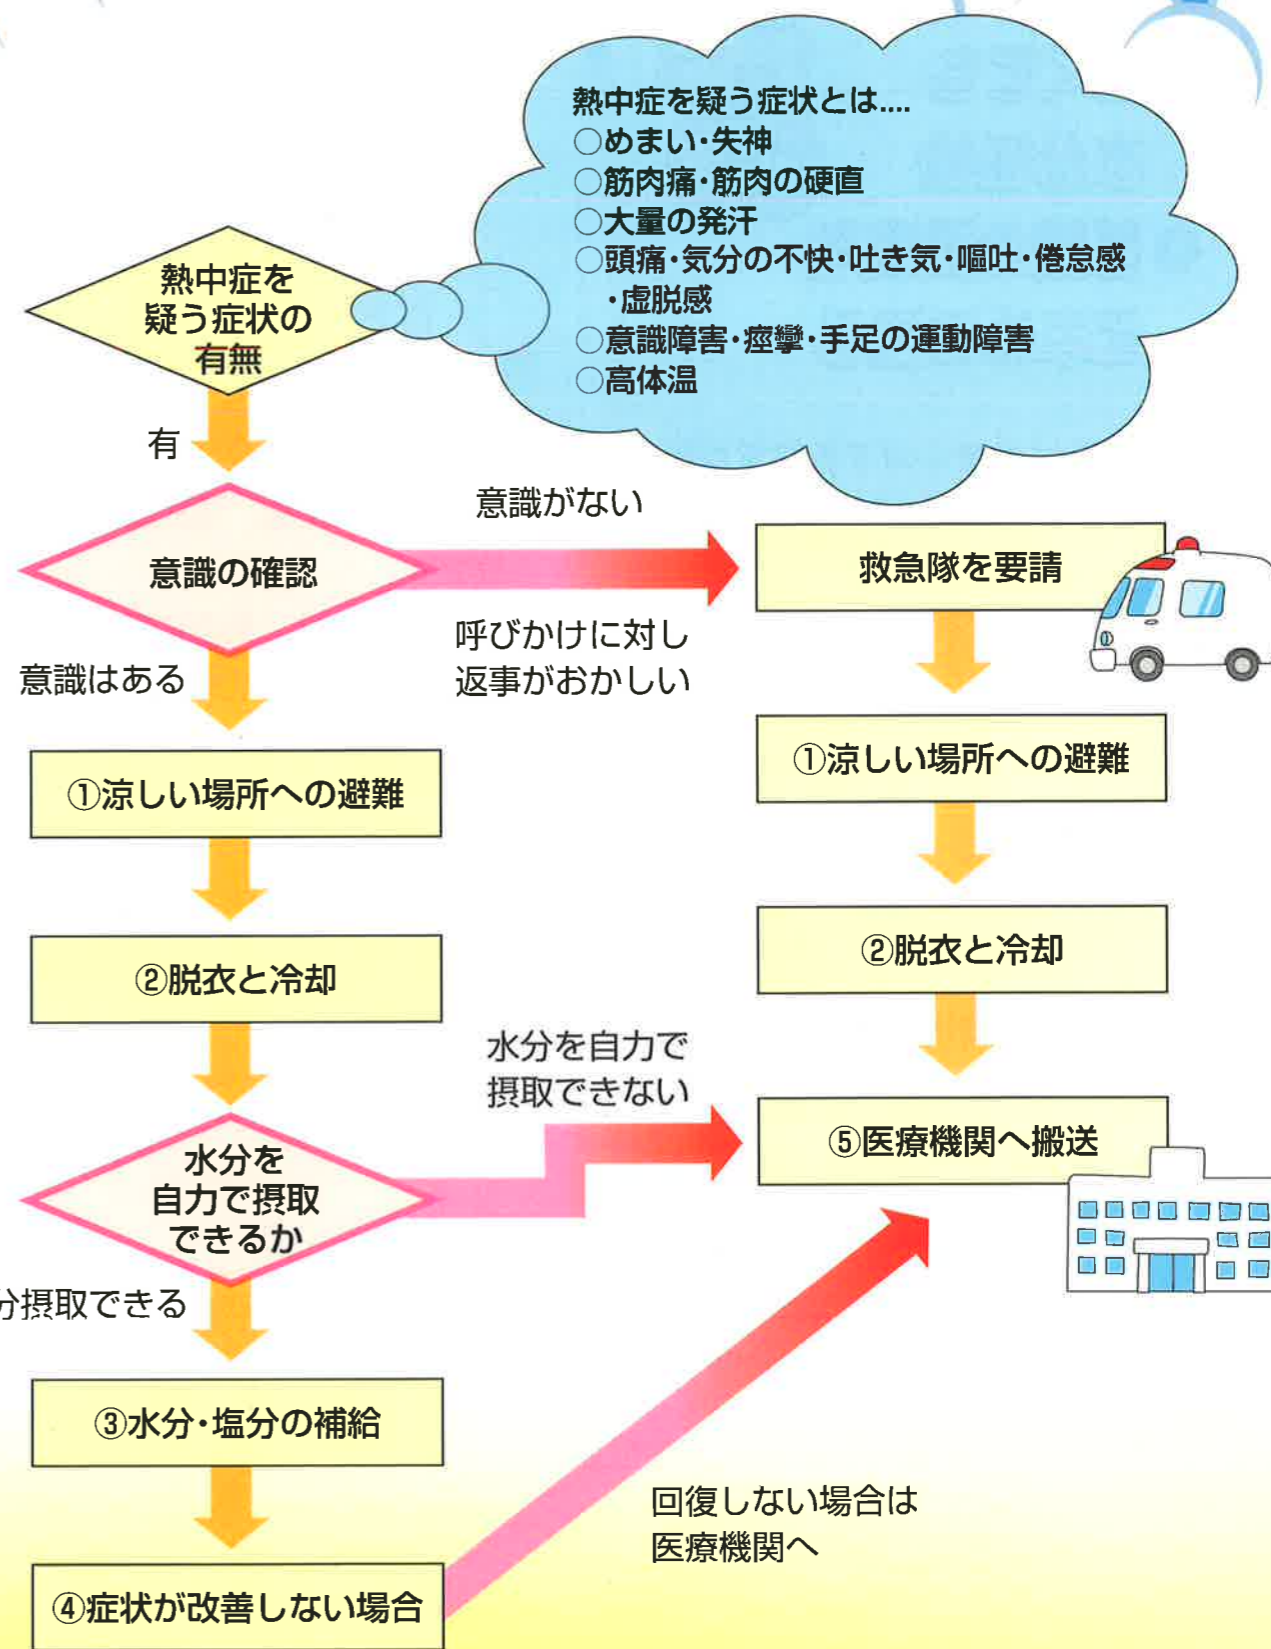 熱中症を疑う症状とは....
○めまい・失神
○筋肉痛・筋肉の硬直
○大量の発汗
○頭痛・気分の不快・吐き気・嘔吐・倦怠感
・虚脱感
○意識障害・痙攣・手足の運動障害
○高体温
熱中症を
疑う症状の
有無
有
意識の確認
意識がない
呼びかけに対し
返事がおかしい
救急隊を要請
意識はある
①涼しい場所への避難
①涼しい場所への避難
②脱衣と冷却
②脱衣と冷却
水分を自力で
摂取できない
水分を
自力で摂取
できるか
⑤医療機関へ搬送
分摂取できる
③水分・塩分の補給
回復しない場合は
医療機関へ
④症状が改善しない場合